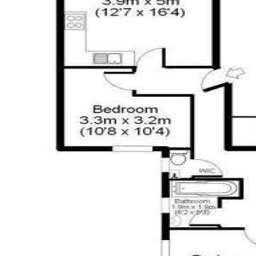 3.9m x 5m
(12'7 x 16'4)
Bedroom
3.3m x 3.2m
(10'8 x 10'4)
W/C
Bathroom
1.9m x 1.9m
(6'2 x 6'3)